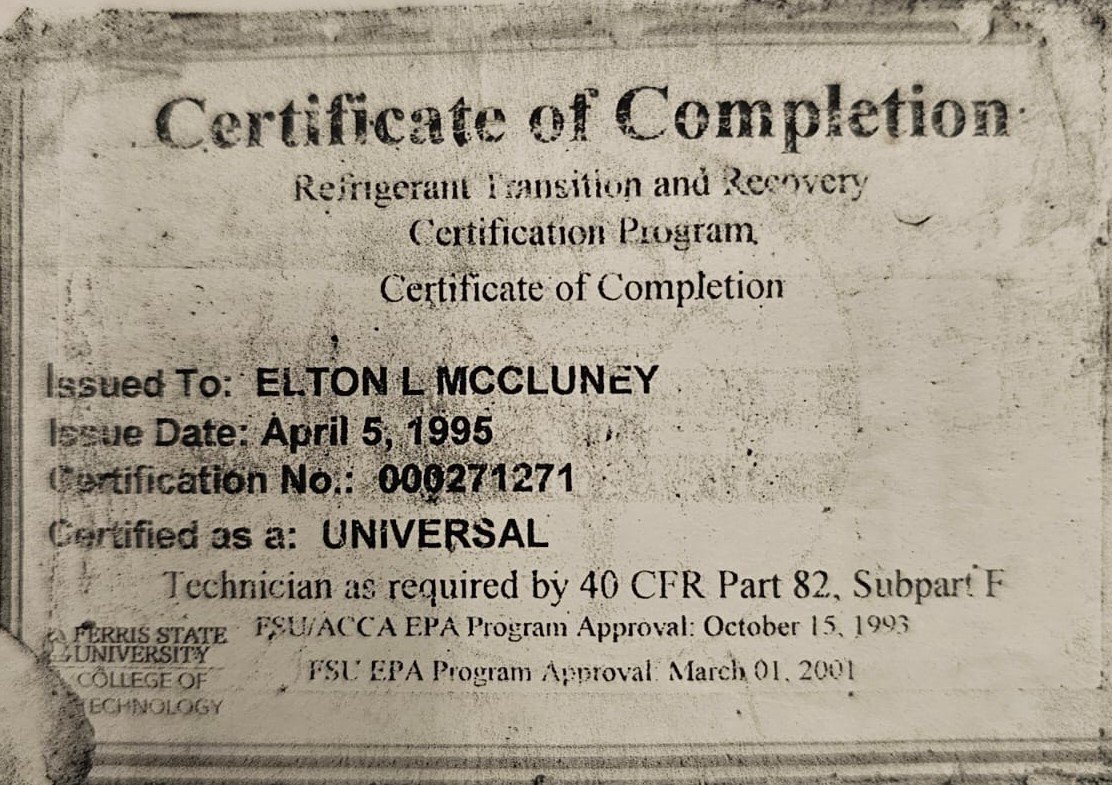 Certificate of Completion
Refrigerant Transition and Recovery
Certification Program
Certificate of Completion
Issued To: ELTON L MCCLUNEY
Issue Date: April 5, 1995
Certification No.: 000271271
Certified as a: UNIVERSAL
Technician as required by 40 CFR Part 82, Subpart F
FSU/ACCA EPA Program Approval: October 15, 1993
FSU EPA Program Approval: March 01, 2001
FERRIS STATE
UNIVERSITY
COLLEGE OF
TECHNOLOGY